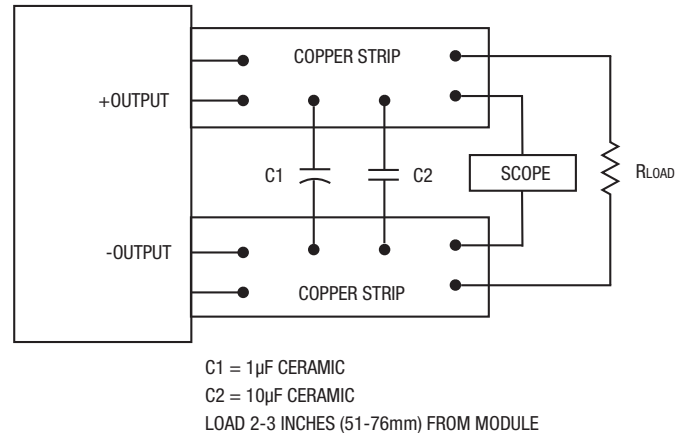 COPPER STRIP
+OUTPUT
C1
C2
SCOPE
RLOAD
-OUTPUT
COPPER STRIP
C1 = 1µF CERAMIC
C2 = 10µF CERAMIC
LOAD 2-3 INCHES (51-76mm) FROM MODULE